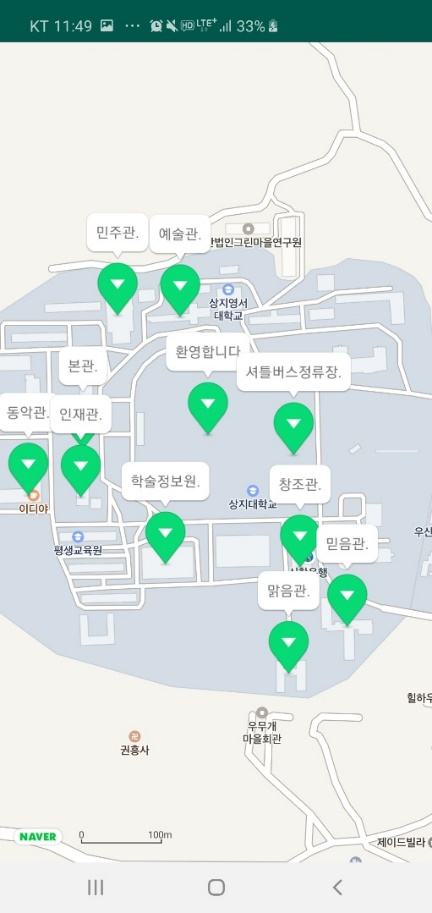 KT 11:49 ... HD LTE+ 33%
민주관.
예술관.
법인그린마을연구원
상지영서
대학교
본관.
환영합니다
셔틀버스정류장.
동악관.
인재관.
이디야
학술정보원.
창조관.
상지대학교
우산
평생교육원
믿음관.
은행
맑음관.
힐하우
우무개
마을회관
권흥사
NAVER
0
100m
제이드빌라